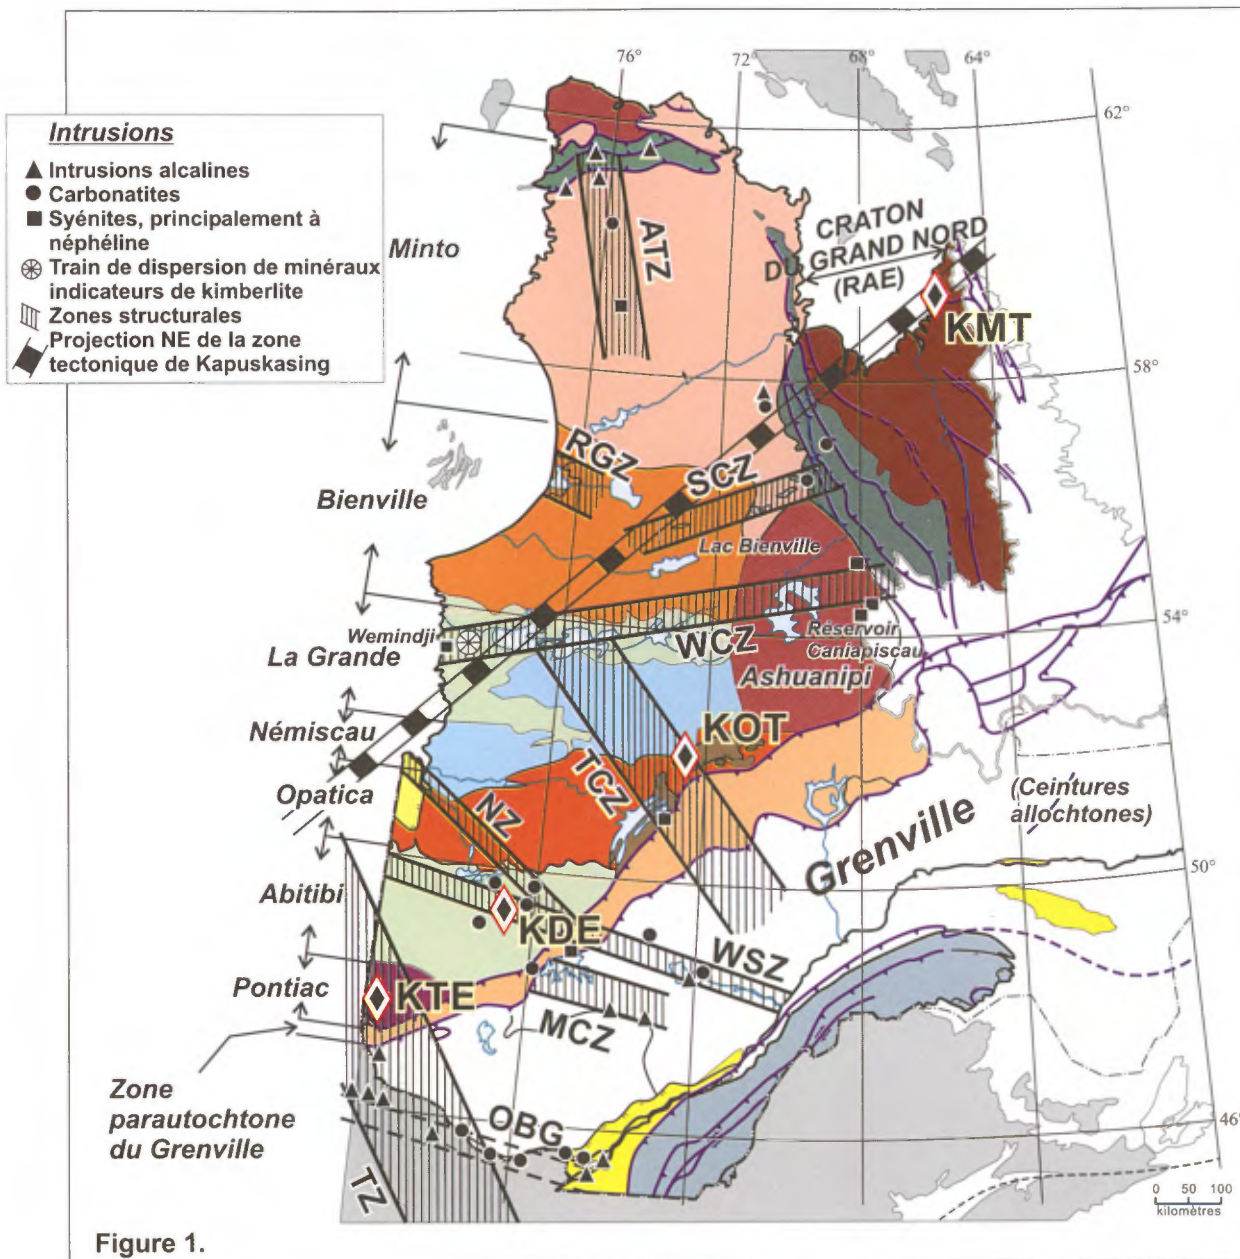 76°
72°
68°
64°
62°
Intrusions
Intrusions alcalines
Carbonatites
Syénites, principalement à
néphéline
Train de dispersion de minéraux
indicateurs de kimberlite
Zones structurales
Projection NE de la zone
tectonique de Kapuskasing
Minto
ATZ
CRATON
DU GRAND NORD
(RAE)
KMT
58°
RGZ
SCZ
Bienville
Lac Bienville
54°
Wemindji
La Grande
WCZ
Réservoir
Caniapiscau
Ashuanipi
Némiscau
KOT
Opatica
NZ
TCZ
(Ceintures
allochtones)
Grenville
50°
Abitibi
KDE
WSZ
Pontiac
KTE
MCZ
Zone
parautochtone
du Grenville
OBG
46°
TZ
0 50 100
kilomètres
Figure 1.